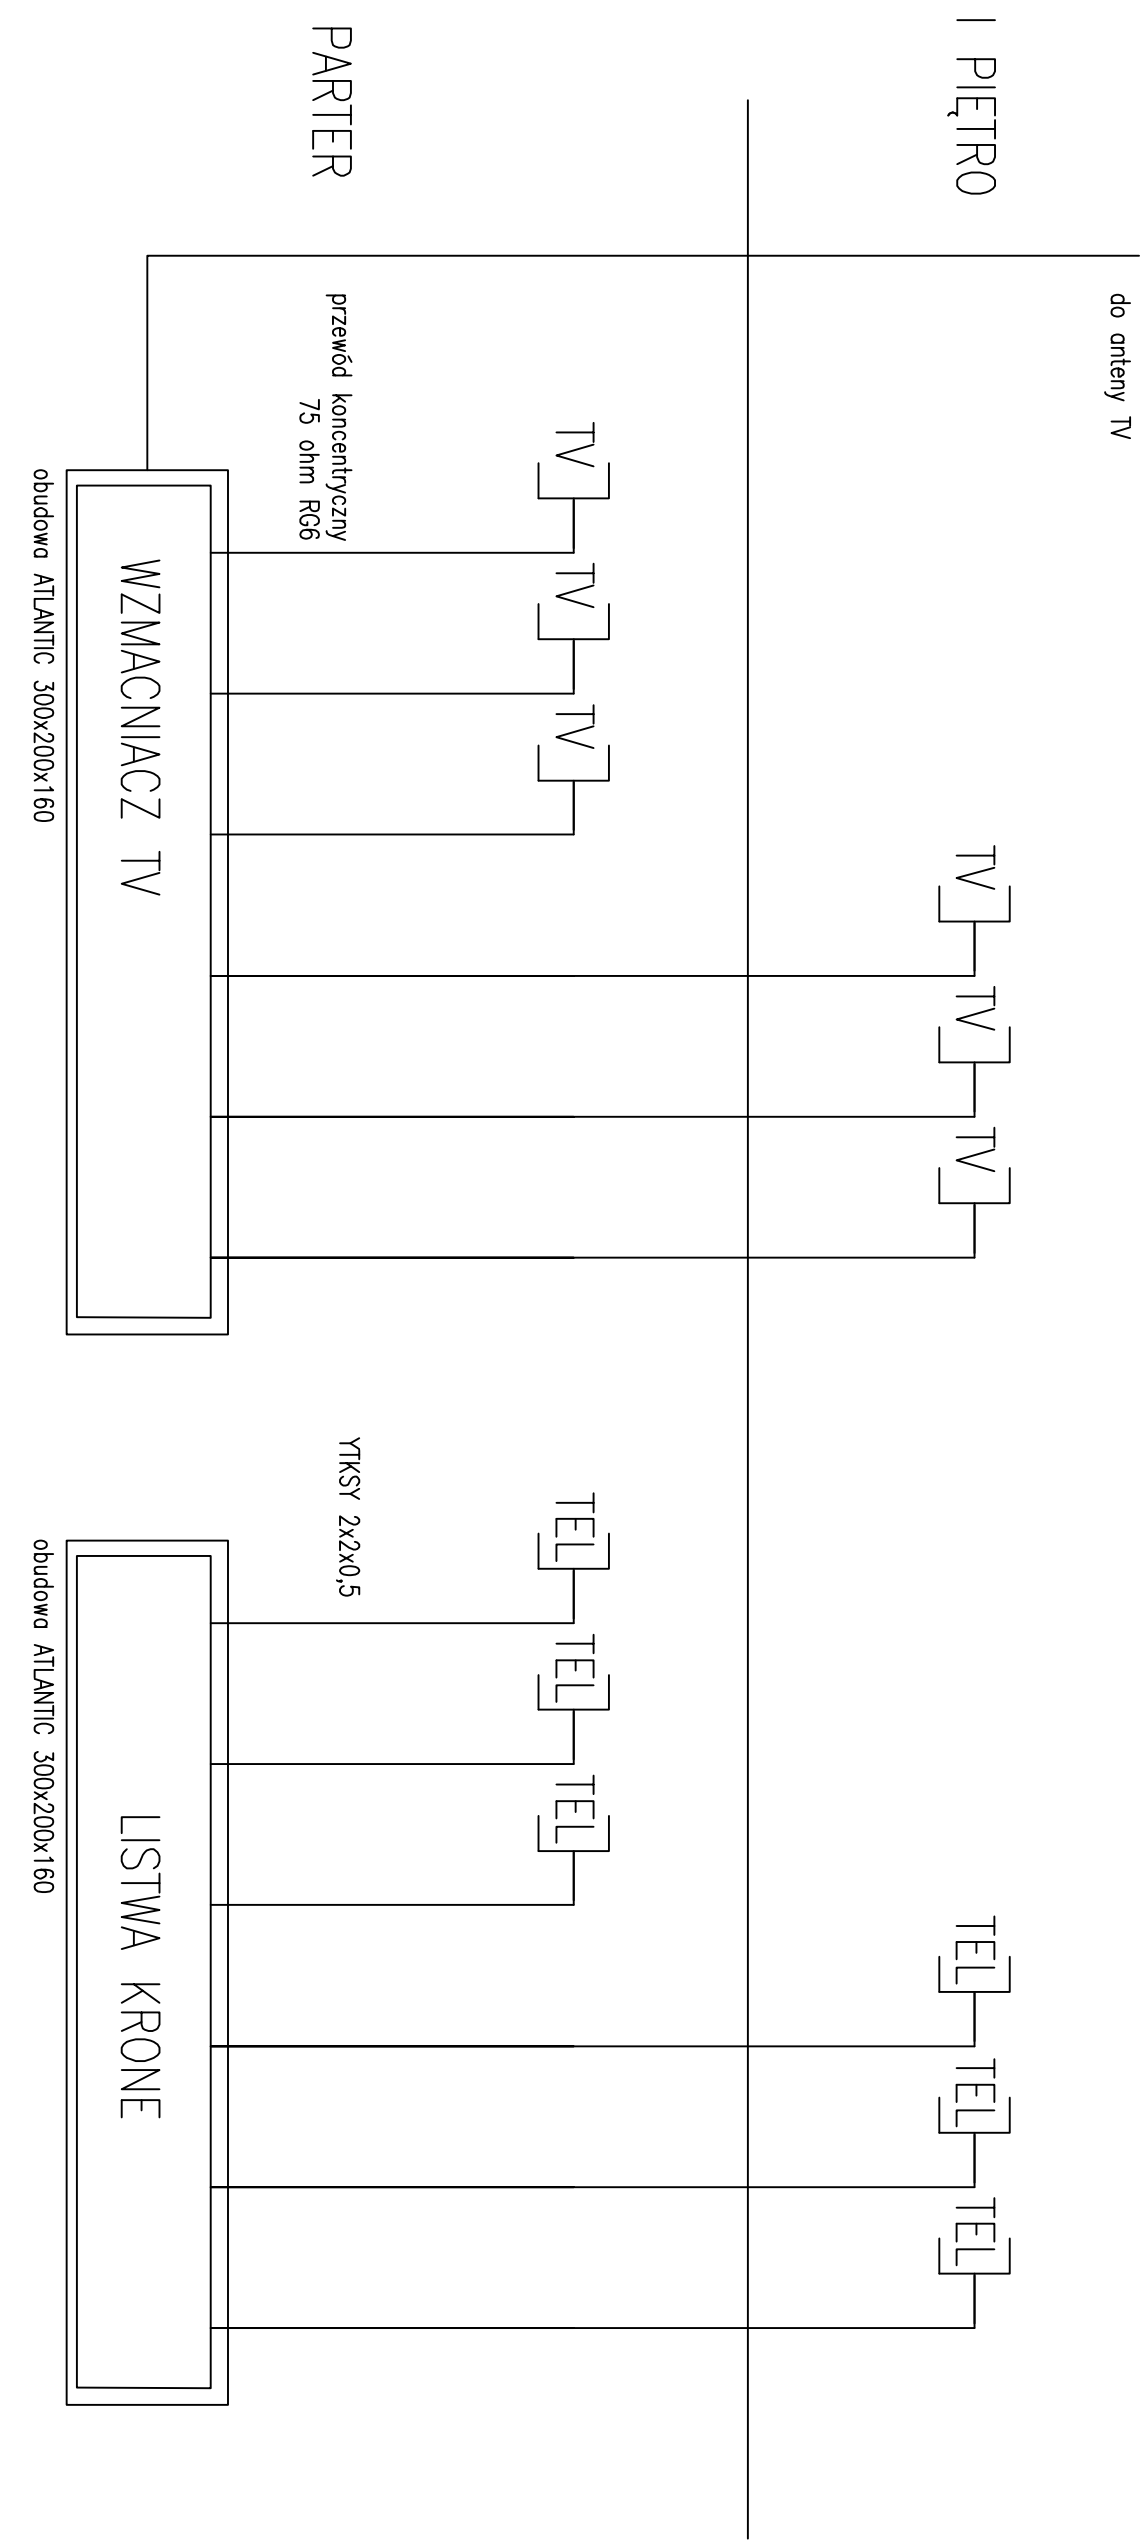 do anteny TV
I PIĘTRO
TV
TV
TV
TEL
TEL
TEL
TV
TV
TV
TEL
TEL
TEL
PARTER
przewód koncentryczny
75 ohm RG6
YTKSY 2x2x0,5
WZMACNIACZ TV
LISTWA KRONE
obudowa ATLANTIC 300x200x160
obudowa ATLANTIC 300x200x160